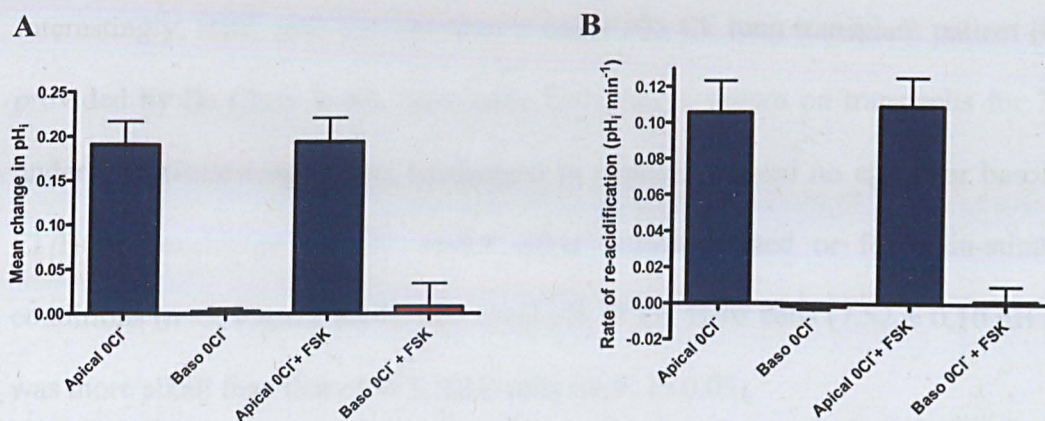 A
Mean change in pHi
0.25
0.20
0.15
0.10
0.05
0.00
Apical 0Cl-
Baso 0Cl-
Apical 0Cl- + FSK
Baso 0Cl- + FSK
B
Rate of re-acidification (pHi min-1)
0.12
0.10
0.08
0.06
0.04
0.02
0.00
-0.02
Apical 0Cl-
Baso 0Cl-
Apical 0Cl- + FSK
Baso 0Cl- + FSK